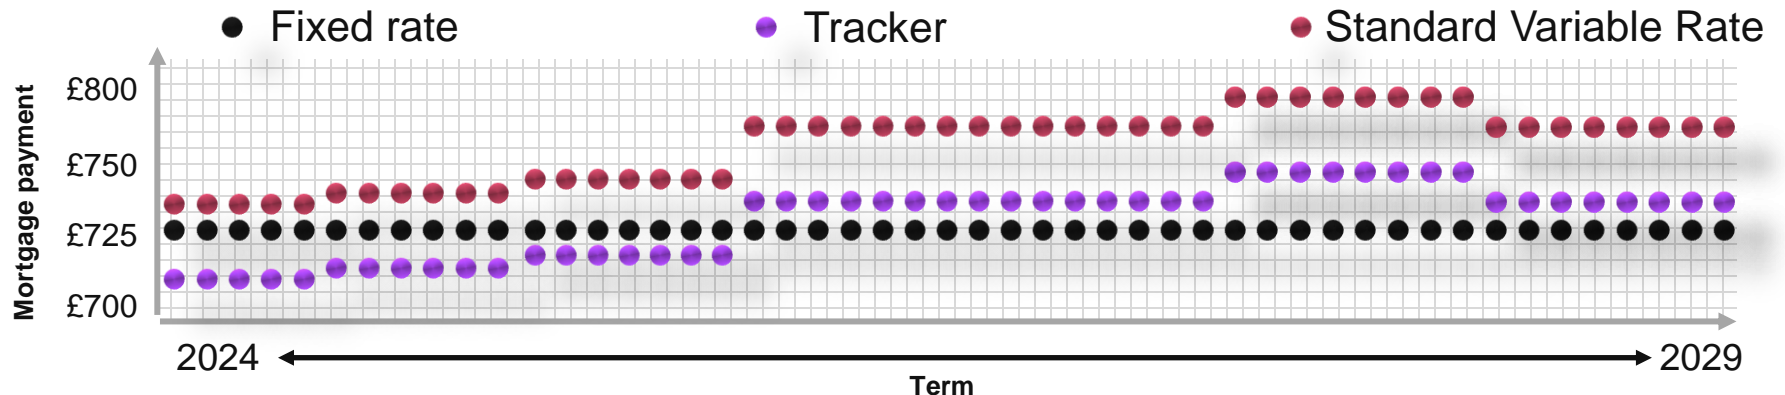 Fixed rate
Tracker
Standard Variable Rate
Mortgage payment
£800
£750
£725
£700
2024
2029
Term